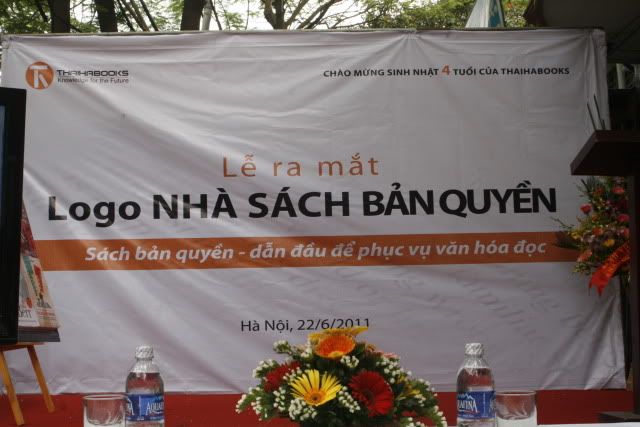 THAIHABOOKS
Knowledge for the Future
CHÀO MỪNG SINH NHẬT 4 TUỔI CỦA THAIHABOOKS
Lễ ra mắt
Logo NHÀ SÁCH BẢN QUYỀN
Sách bản quyền - dẫn đầu để phục vụ văn hóa đọc
Hà Nội, 22/6/2011
AQUAFINA
AQUAFINA